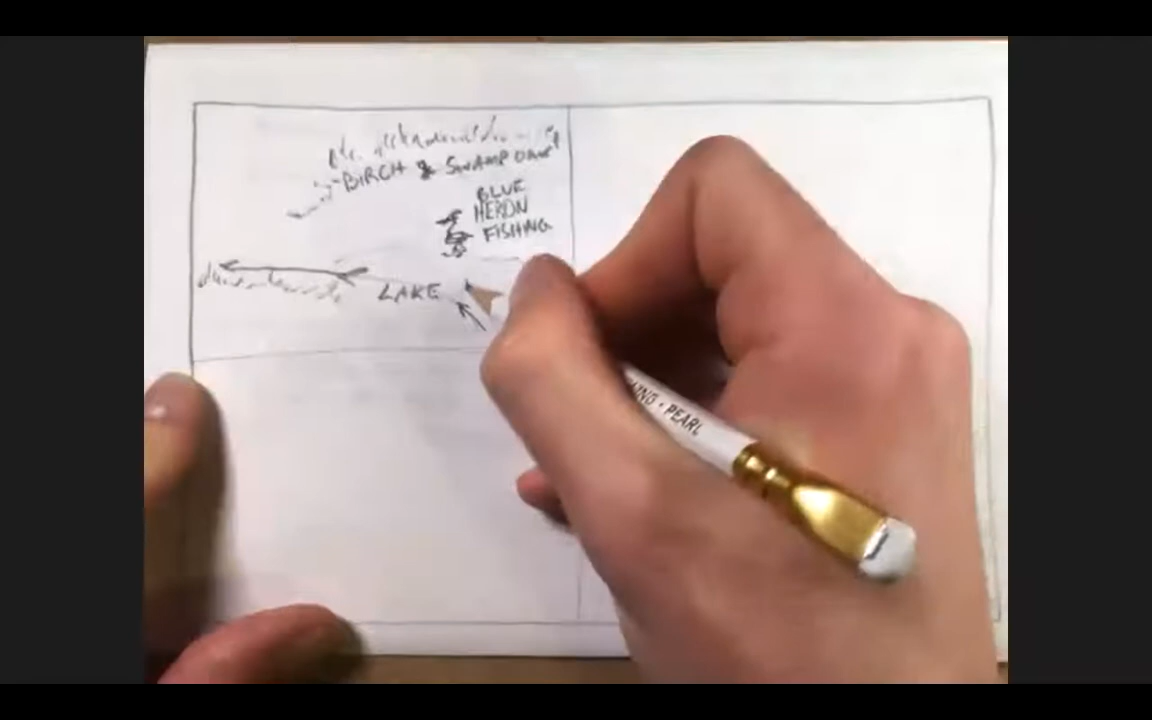 BIRCH & SWAMP OAK
BLUE
HERON
FISHING
LAKE
PEARL